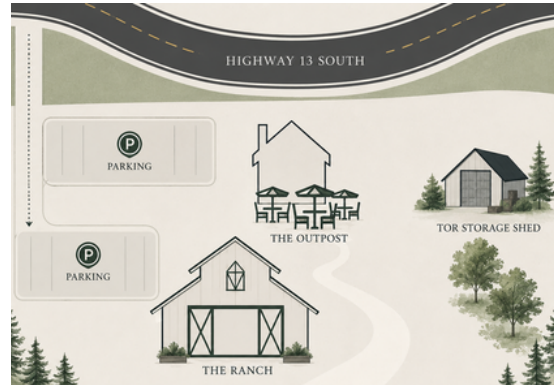 HIGHWAY 13 SOUTH
P
PARKING
THE OUTPOST
TOR STORAGE SHED
P
PARKING
THE RANCH